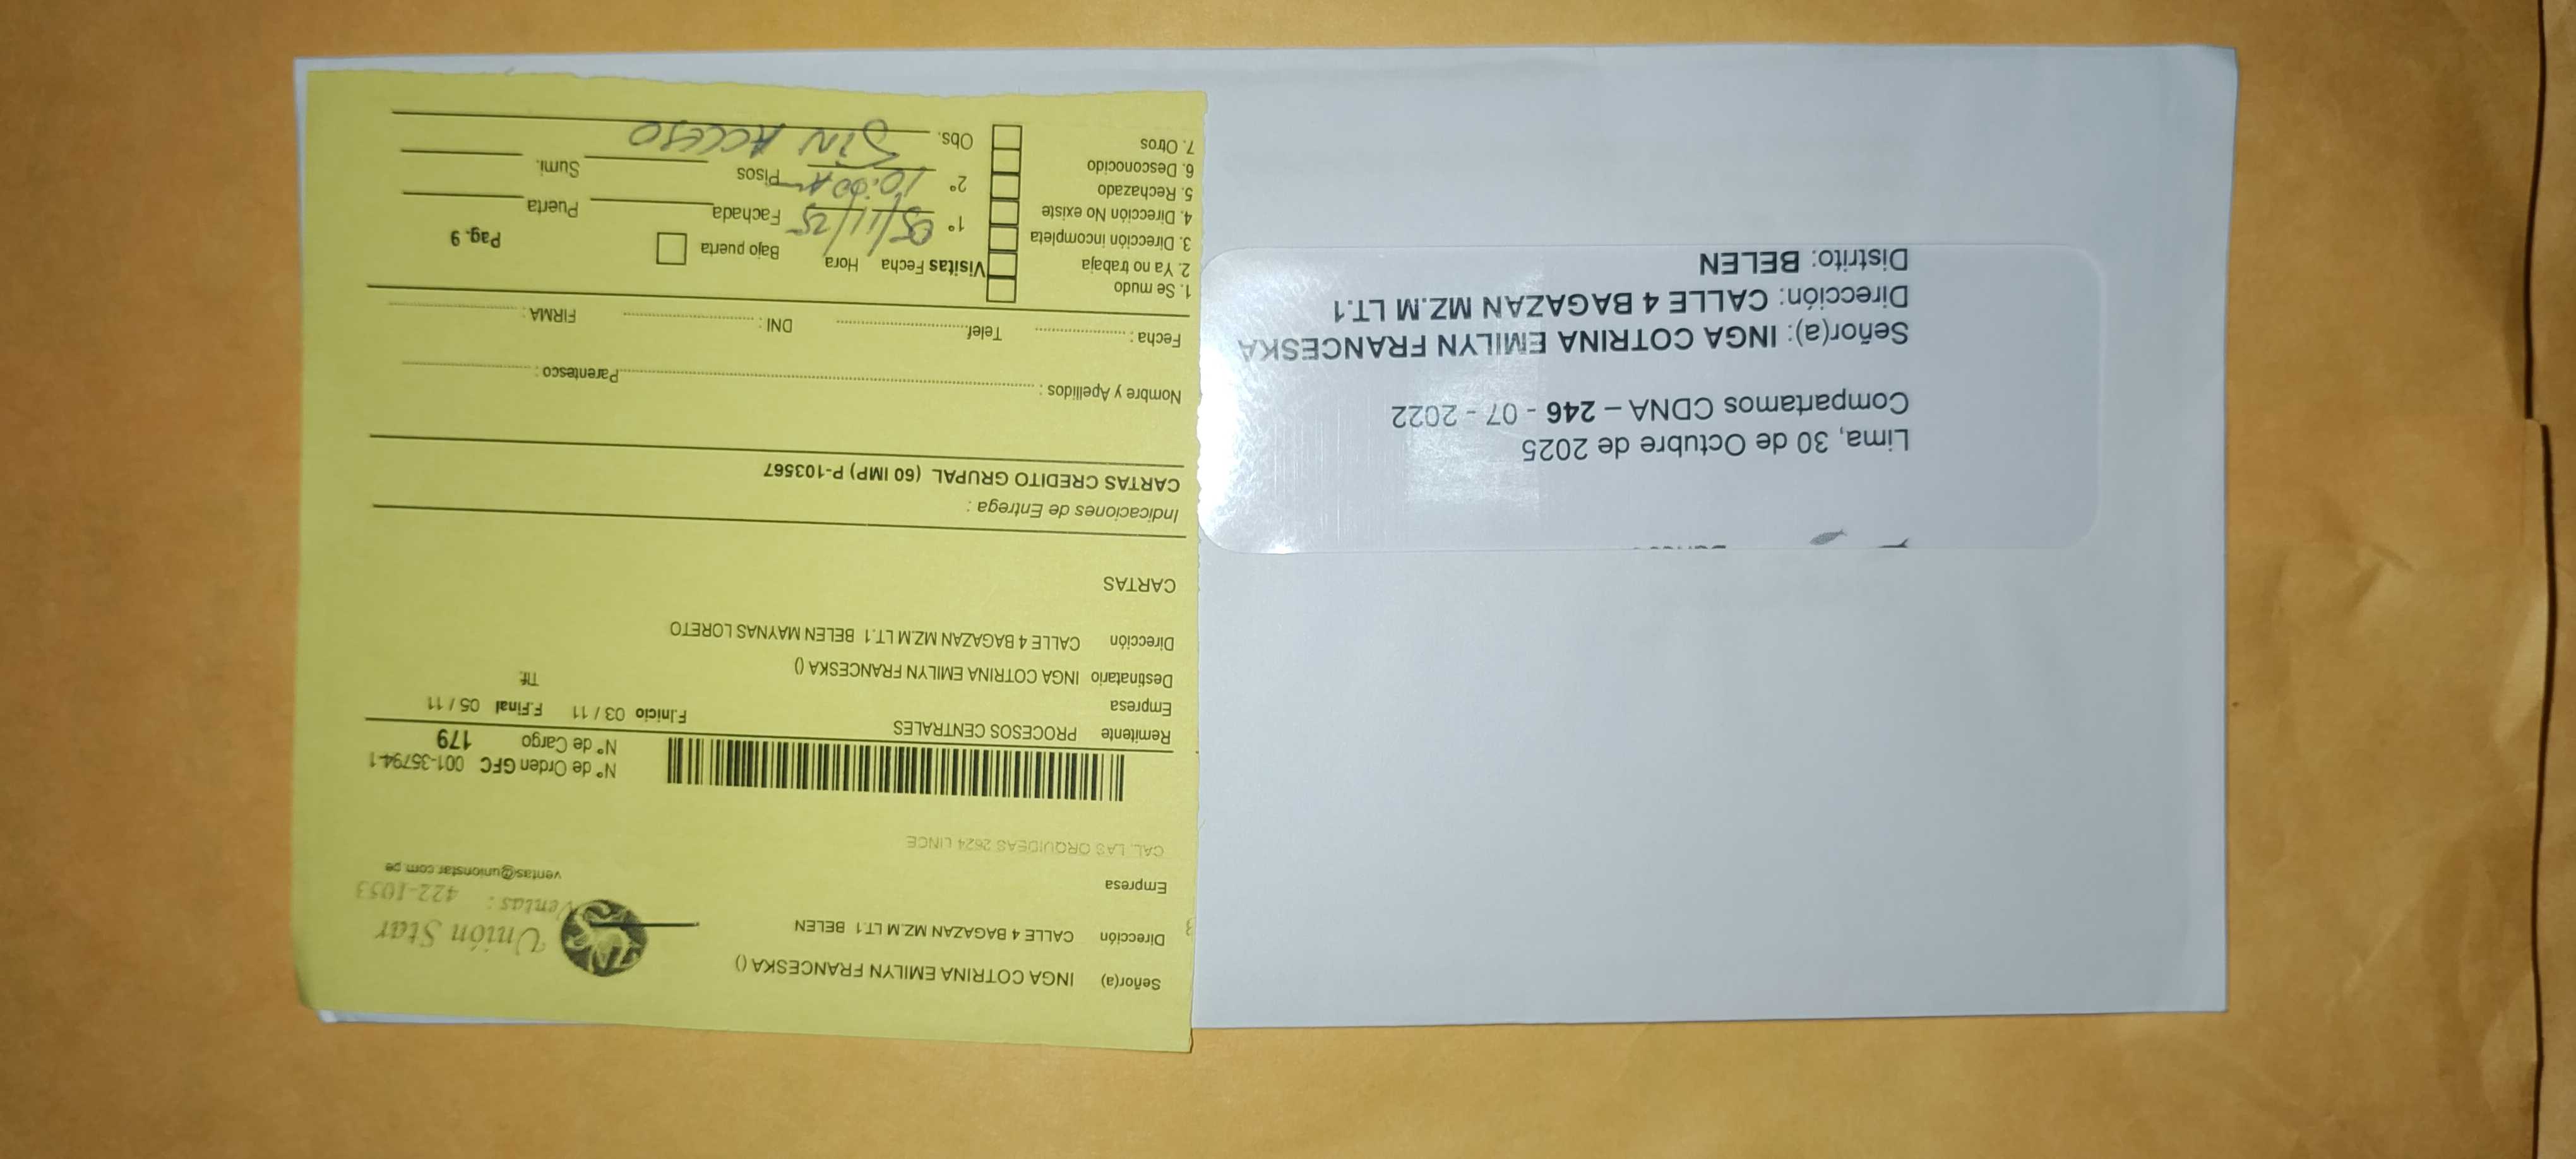 Señor(a) INGA COTRINA EMILYN FRANCESKA ()
Dirección CALLE 4 BAGAZAN MZ.M LT.1 BELEN
Unión Star
Ventas: 422-1053
ventas@unionstar.com.pe
Empresa
CAL. LAS ORQUIDEAS 2624 LINCE
Nº de Orden GFC 001-35794-1
Nº de Cargo 179
Remitente PROCESOS CENTRALES F.Inicio 03 / 11 F.Final 05 / 11
Empresa Tlf.
Destinatario INGA COTRINA EMILYN FRANCESKA ()
Dirección CALLE 4 BAGAZAN MZ.M LT.1 BELEN MAYNAS LORETO
CARTAS
Indicaciones de Entrega :
CARTAS CREDITO GRUPAL (60 IMP) P-103567
Nombre y Apellidos : Parentesco :
Fecha : Telef. DNI : FIRMA :
1. Se mudo
2. Ya no trabaja
3. Dirección incompleta
4. Dirección No existe
5. Rechazado
6. Desconocido
7. Otros
Visitas Fecha Hora Bajo puerta Pag. 9
1° 05/11/25 Fachada Puerta
2° 10:00 A Pisos Sumi.
Obs. SIN ACCESO
Lima, 30 de Octubre de 2025
Compartamos CDNA – 246 - 07 - 2022
Señor(a): INGA COTRINA EMILYN FRANCESKA
Dirección: CALLE 4 BAGAZAN MZ.M LT.1
Distrito: BELEN